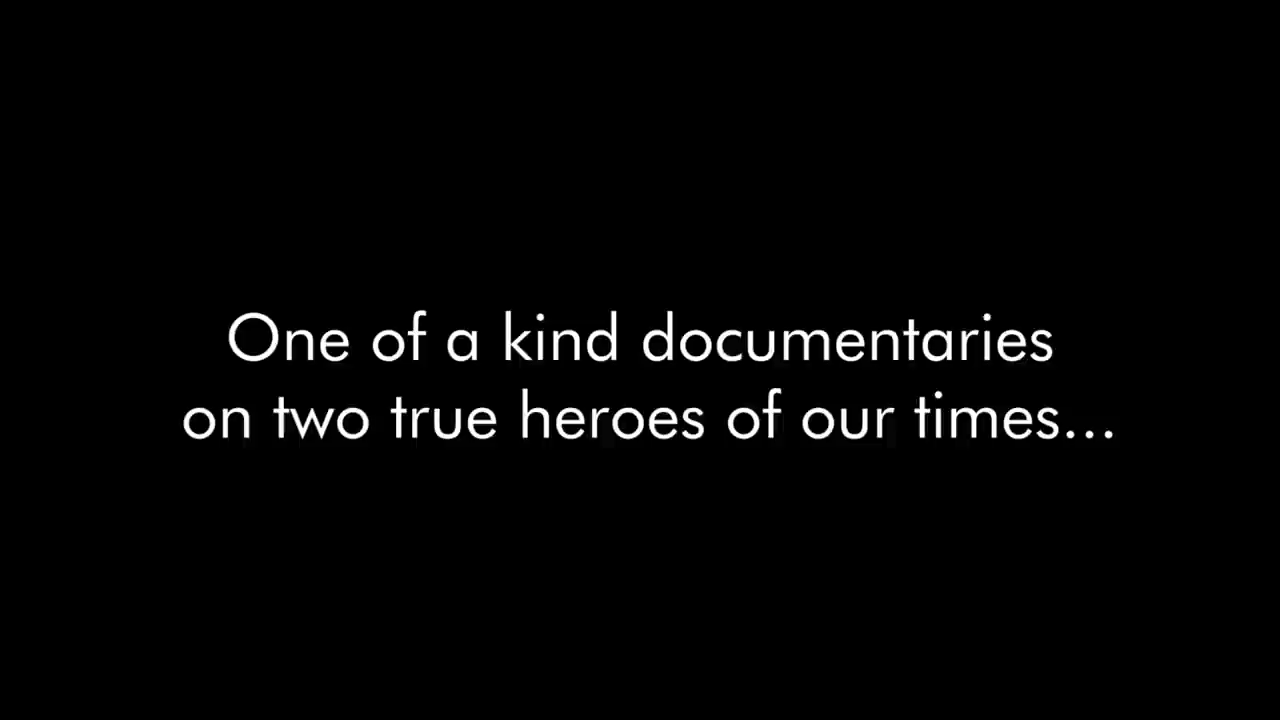 One of a kind documentaries
on two true heroes of our times...